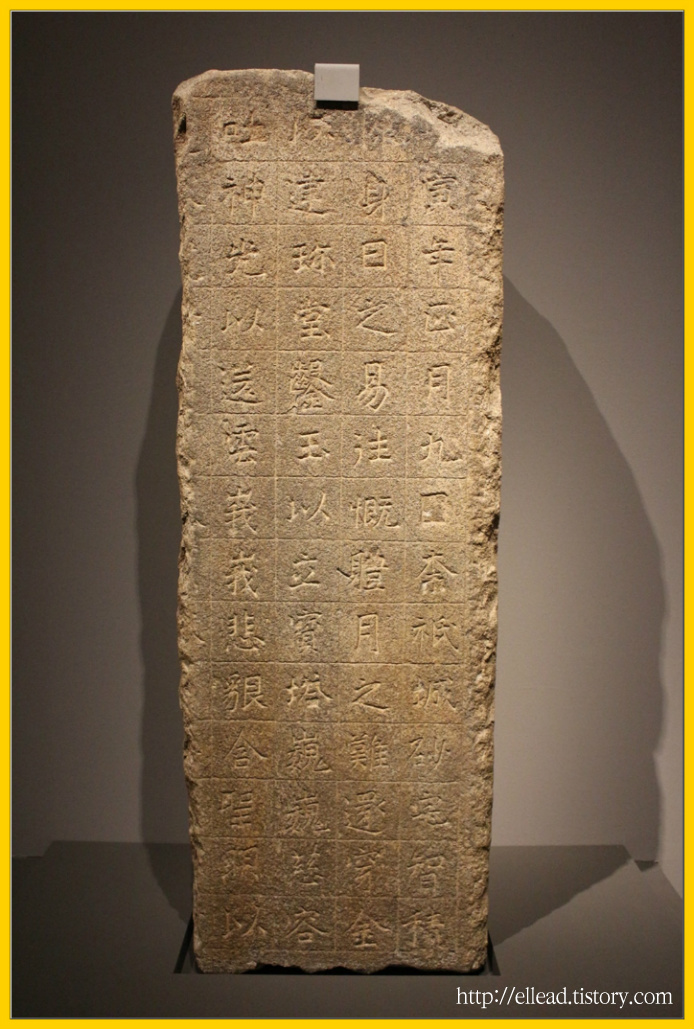 寅年正月九日奈祇城砂宅智積
身日之易往慨體月之難還穿金
以建珎堂鑿玉以立寶塔巍巍慈容
吐神光以送雲峩峩悲貇含聖明以
http://ellead.tistory.com